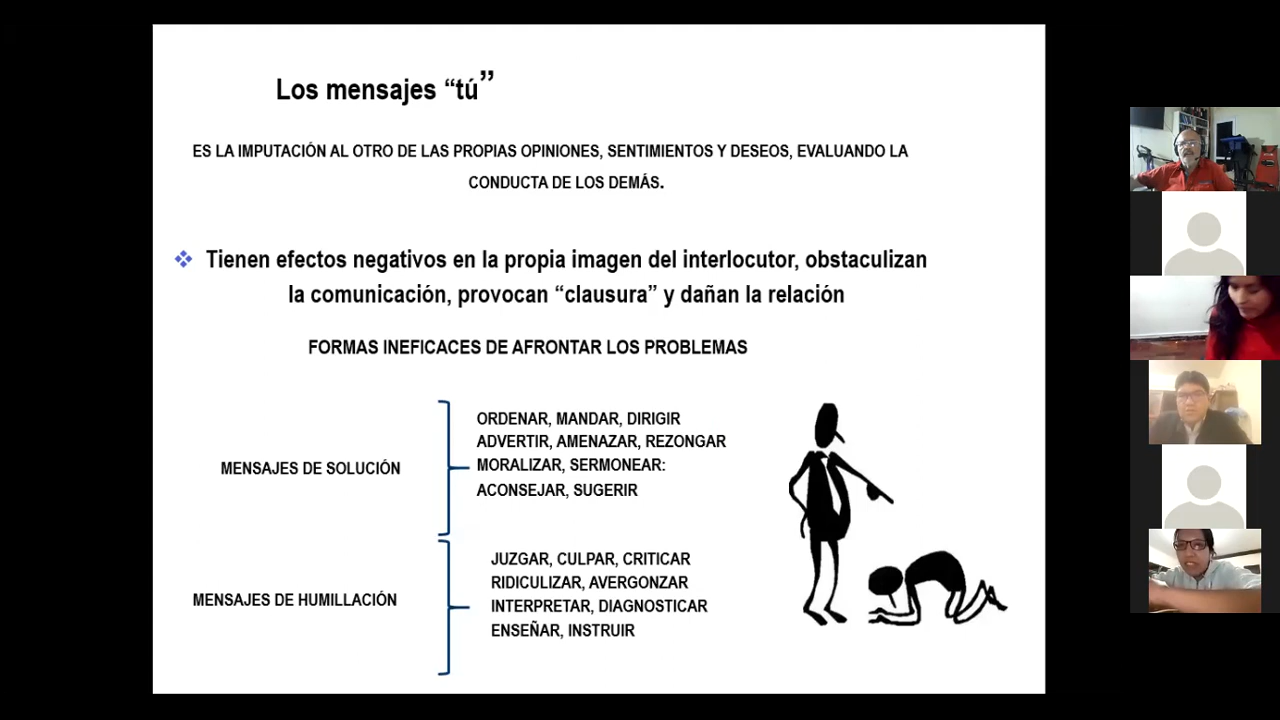 Los mensajes “tú”
ES LA IMPUTACIÓN AL OTRO DE LAS PROPIAS OPINIONES, SENTIMIENTOS Y DESEOS, EVALUANDO LA
CONDUCTA DE LOS DEMÁS.
Tienen efectos negativos en la propia imagen del interlocutor, obstaculizan
la comunicación, provocan “clausura” y dañan la relación
FORMAS INEFICACES DE AFRONTAR LOS PROBLEMAS
MENSAJES DE SOLUCIÓN
ORDENAR, MANDAR, DIRIGIR
ADVERTIR, AMENAZAR, REZONGAR
MORALIZAR, SERMONEAR:
ACONSEJAR, SUGERIR
MENSAJES DE HUMILLACIÓN
JUZGAR, CULPAR, CRITICAR
RIDICULIZAR, AVERGONZAR
INTERPRETAR, DIAGNOSTICAR
ENSEÑAR, INSTRUIR